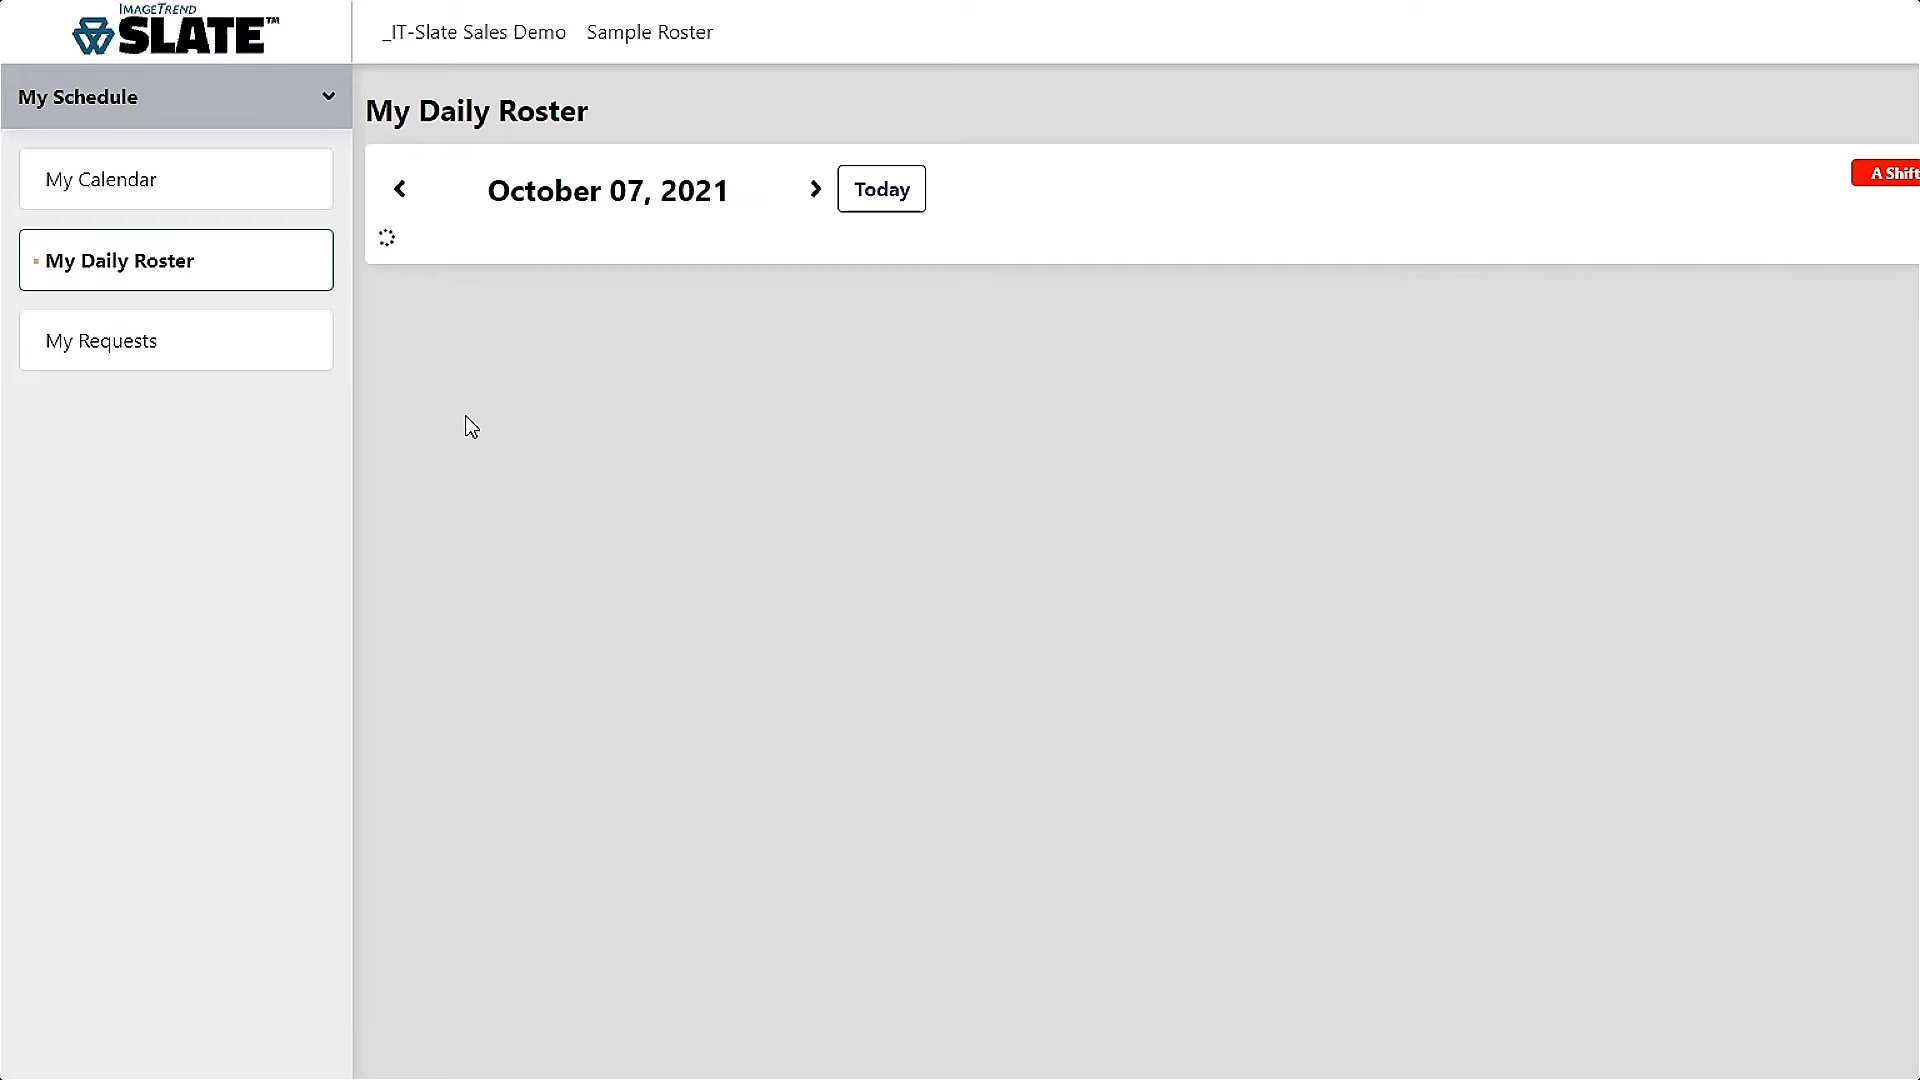 IMAGETREND
SLATE™
_IT-Slate Sales Demo Sample Roster
My Schedule
My Daily Roster
My Calendar
October 07, 2021
Today
A Shift
My Daily Roster
My Requests